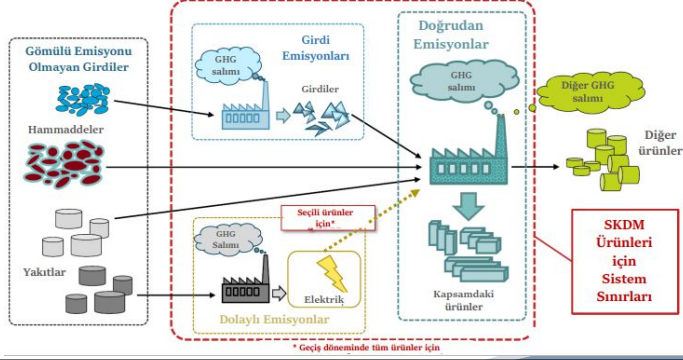 Gömülü Emisyonu
Olmayan Girdiler
Hammaddeler
Yakıtlar
Girdi
Emisyonları
GHG
salımı
Girdiler
Seçili ürünler
için*
GHG
Salımı
Elektrik
Dolaylı Emisyonlar
Doğrudan
Emisyonlar
GHG
salımı
Kapsamdaki
ürünler
Diğer GHG
salımı
Diğer
ürünler
SKDM
Ürünleri
için
Sistem
Sınırları
* Geçiş döneminde tüm ürünler için